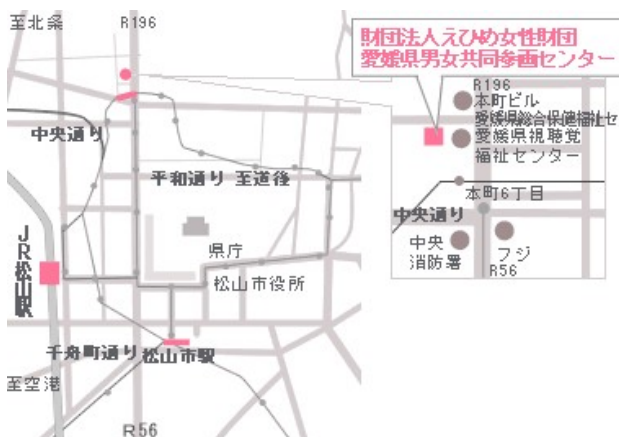 至北条
R196
財団法人えひめ女性財団
愛媛県男女共同参画センター
R196
本町ビル
愛媛県総合保健福祉セ
愛媛県視聴覚
福祉センター
中央通り
平和通り 至道後
本町6丁目
中央通り
中央
消防署
フジ
R56
JR松山駅
県庁
松山市役所
千舟町通り
松山市駅
至空港
R56